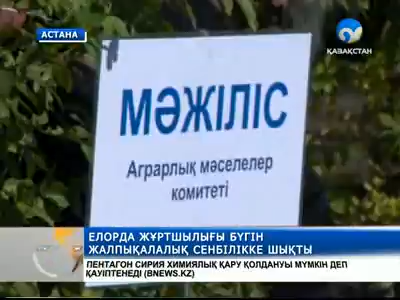 АСТАНА
ҚАЗАҚСТАН
МӘЖІЛІС
Аграрлық мәселелер
комитеті
ЕЛОРДА ЖҰРТШЫЛЫҒЫ БҮГІН
ЖАЛПЫҚАЛАЛЫҚ СЕНБІЛІККЕ ШЫҚТЫ
ПЕНТАГОН СИРИЯ ХИМИЯЛЫҚ ҚАРУ ҚОЛДАНУЫ МҮМКІН ДЕП
ҚАУІПТЕНЕДІ (BNEWS.KZ)